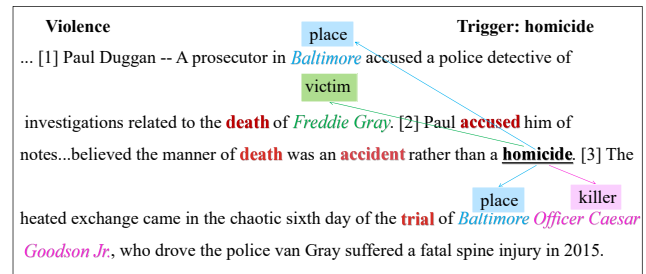 Violence Trigger: homicide
place
... [1] Paul Duggan -- A prosecutor in Baltimore accused a police detective of
victim
investigations related to the death of Freddie Gray. [2] Paul accused him of
notes...believed the manner of death was an accident rather than a homicide. [3] The
place killer
heated exchange came in the chaotic sixth day of the trial of Baltimore Officer Caesar
Goodson Jr., who drove the police van Gray suffered a fatal spine injury in 2015.